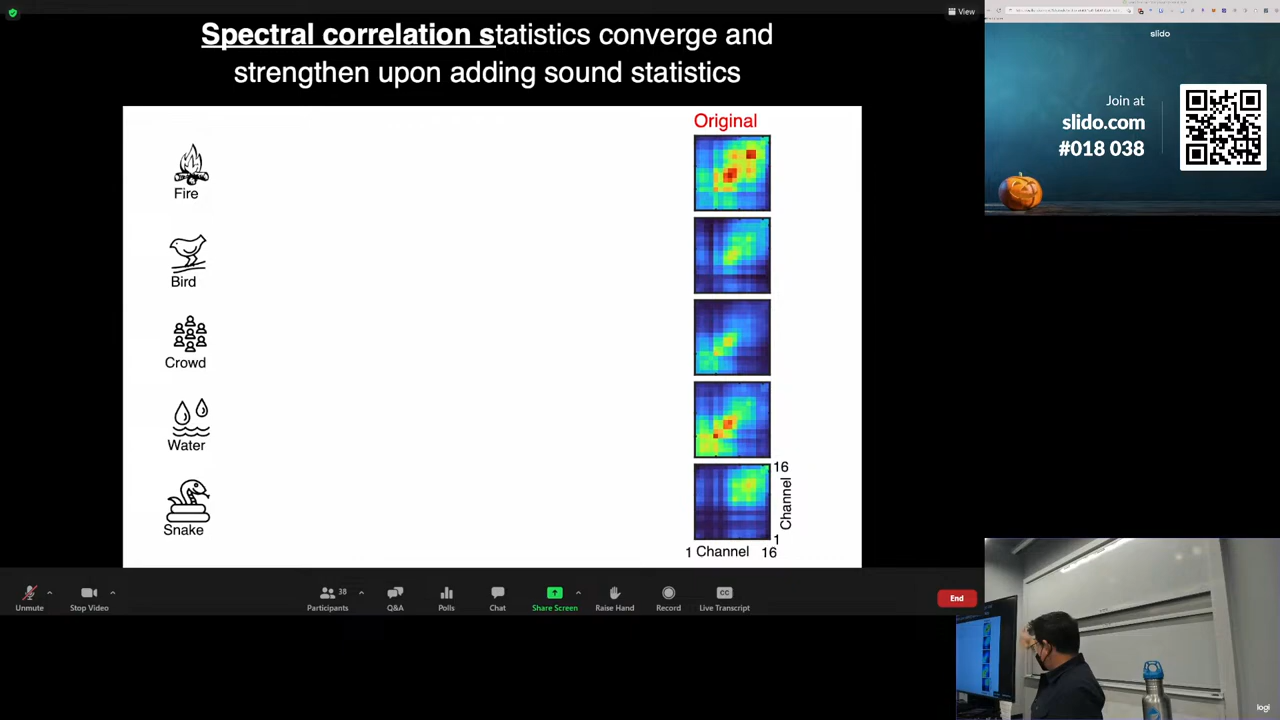 View
Spectral correlation statistics converge and
strengthen upon adding sound statistics
Original
Fire
Bird
Crowd
Water
Snake
16
Channel
1
1 Channel 16
slido
Join at
slido.com
#018 038
Unmute
Stop Video
38
Participants
Q&A
Polls
Chat
Share Screen
Raise Hand
Record
CC
Live Transcript
End
logi